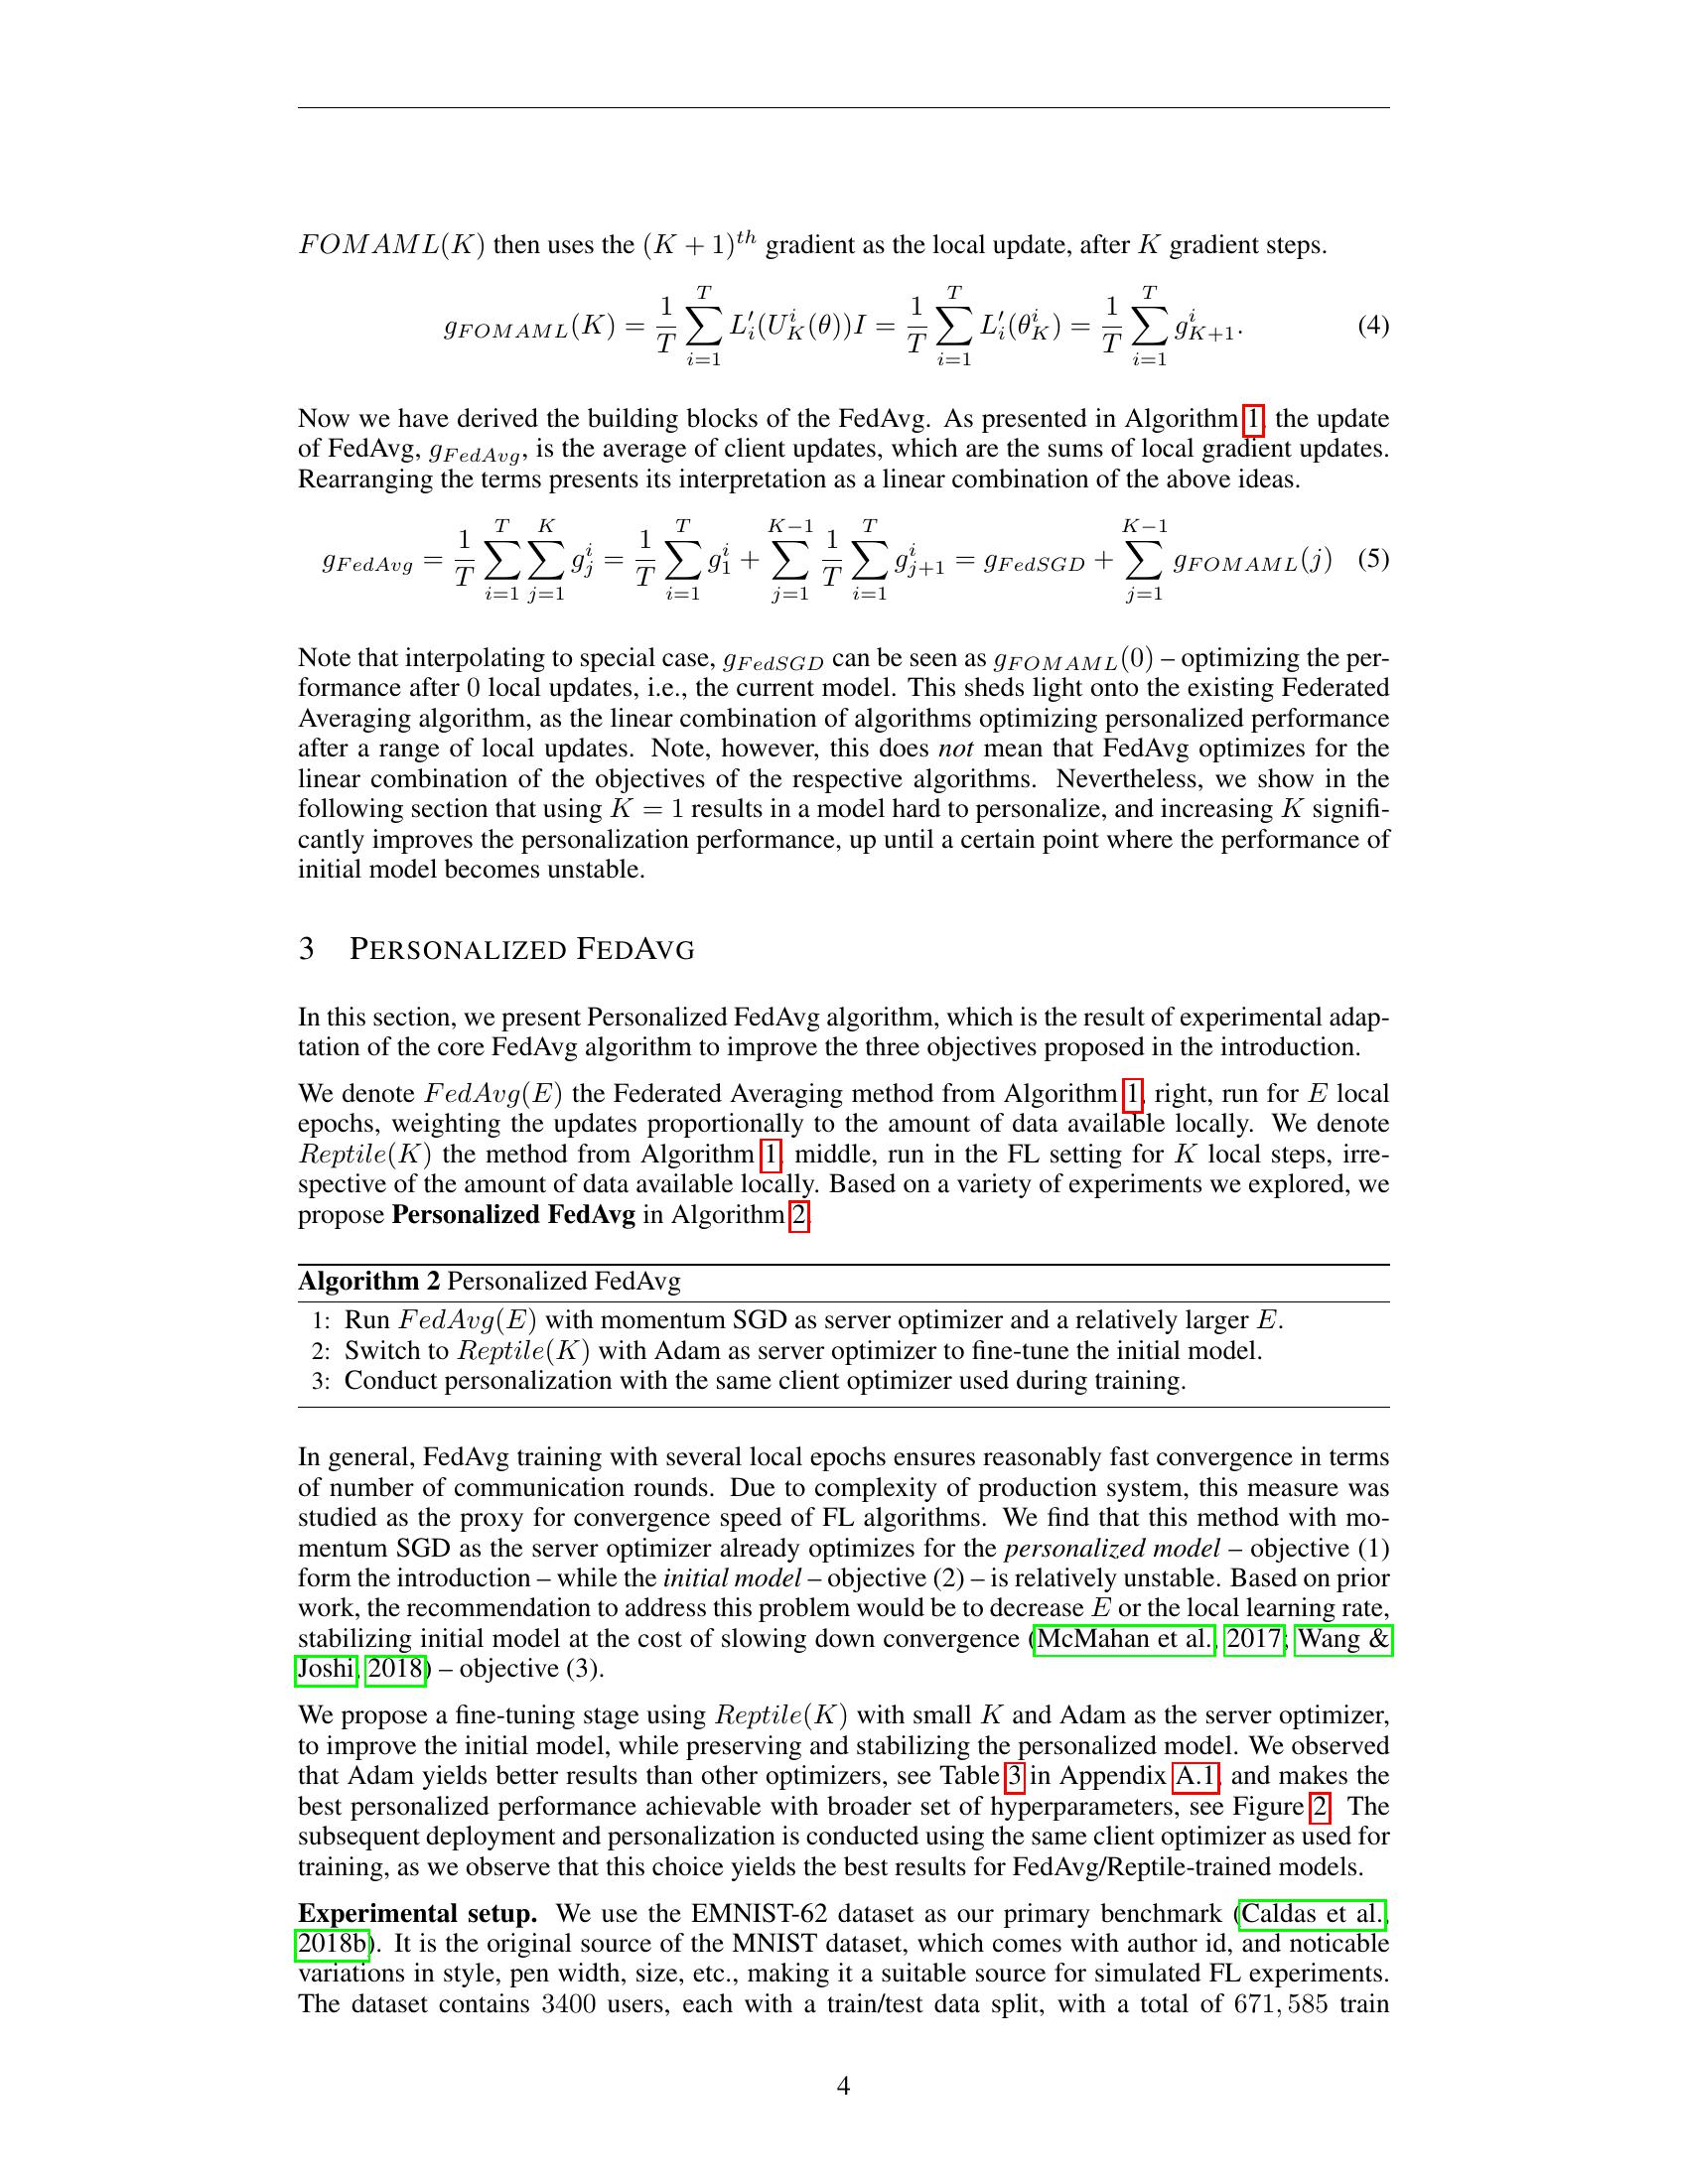 FOMAML(K) then uses the (K + 1)^{th} gradient as the local update, after K gradient steps.
g_{FOMAML}(K) = \frac{1}{T} \sum_{i=1}^{T} L'_i(U^i_K(θ))I = \frac{1}{T} \sum_{i=1}^{T} L'_i(θ^i_K) = \frac{1}{T} \sum_{i=1}^{T} g^i_{K+1}. (4)
Now we have derived the building blocks of the FedAvg. As presented in Algorithm 1, the update
of FedAvg, g_{FedAvg}, is the average of client updates, which are the sums of local gradient updates.
Rearranging the terms presents its interpretation as a linear combination of the above ideas.
g_{FedAvg} = \frac{1}{T} \sum_{i=1}^{T} \sum_{j=1}^{K} g^i_j = \frac{1}{T} \sum_{i=1}^{T} g^i_1 + \sum_{j=1}^{K-1} \frac{1}{T} \sum_{i=1}^{T} g^i_{j+1} = g_{FedSGD} + \sum_{j=1}^{K-1} g_{FOMAML}(j) (5)
Note that interpolating to special case, g_{FedSGD} can be seen as g_{FOMAML}(0) – optimizing the per-
formance after 0 local updates, i.e., the current model. This sheds light onto the existing Federated
Averaging algorithm, as the linear combination of algorithms optimizing personalized performance
after a range of local updates. Note, however, this does not mean that FedAvg optimizes for the
linear combination of the objectives of the respective algorithms. Nevertheless, we show in the
following section that using K = 1 results in a model hard to personalize, and increasing K signifi-
cantly improves the personalization performance, up until a certain point where the performance of
initial model becomes unstable.
3 PERSONALIZED FEDAVG
In this section, we present Personalized FedAvg algorithm, which is the result of experimental adap-
tation of the core FedAvg algorithm to improve the three objectives proposed in the introduction.
We denote FedAvg(E) the Federated Averaging method from Algorithm 1, right, run for E local
epochs, weighting the updates proportionally to the amount of data available locally. We denote
Reptile(K) the method from Algorithm 1, middle, run in the FL setting for K local steps, irre-
spective of the amount of data available locally. Based on a variety of experiments we explored, we
propose Personalized FedAvg in Algorithm 2.
Algorithm 2 Personalized FedAvg
1: Run FedAvg(E) with momentum SGD as server optimizer and a relatively larger E.
2: Switch to Reptile(K) with Adam as server optimizer to fine-tune the initial model.
3: Conduct personalization with the same client optimizer used during training.
In general, FedAvg training with several local epochs ensures reasonably fast convergence in terms
of number of communication rounds. Due to complexity of production system, this measure was
studied as the proxy for convergence speed of FL algorithms. We find that this method with mo-
mentum SGD as the server optimizer already optimizes for the personalized model – objective (1)
form the introduction – while the initial model – objective (2) – is relatively unstable. Based on prior
work, the recommendation to address this problem would be to decrease E or the local learning rate,
stabilizing initial model at the cost of slowing down convergence (McMahan et al., 2017; Wang &
Joshi, 2018) – objective (3).
We propose a fine-tuning stage using Reptile(K) with small K and Adam as the server optimizer,
to improve the initial model, while preserving and stabilizing the personalized model. We observed
that Adam yields better results than other optimizers, see Table 3 in Appendix A.1, and makes the
best personalized performance achievable with broader set of hyperparameters, see Figure 2. The
subsequent deployment and personalization is conducted using the same client optimizer as used for
training, as we observe that this choice yields the best results for FedAvg/Reptile-trained models.
Experimental setup. We use the EMNIST-62 dataset as our primary benchmark (Caldas et al.,
2018b). It is the original source of the MNIST dataset, which comes with author id, and noticable
variations in style, pen width, size, etc., making it a suitable source for simulated FL experiments.
The dataset contains 3400 users, each with a train/test data split, with a total of 671, 585 train
4